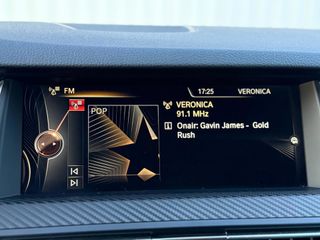 FM
17:25
VERONICA
VERONICA
91.1 MHz
POP
Onair: Gavin James - Gold
Rush